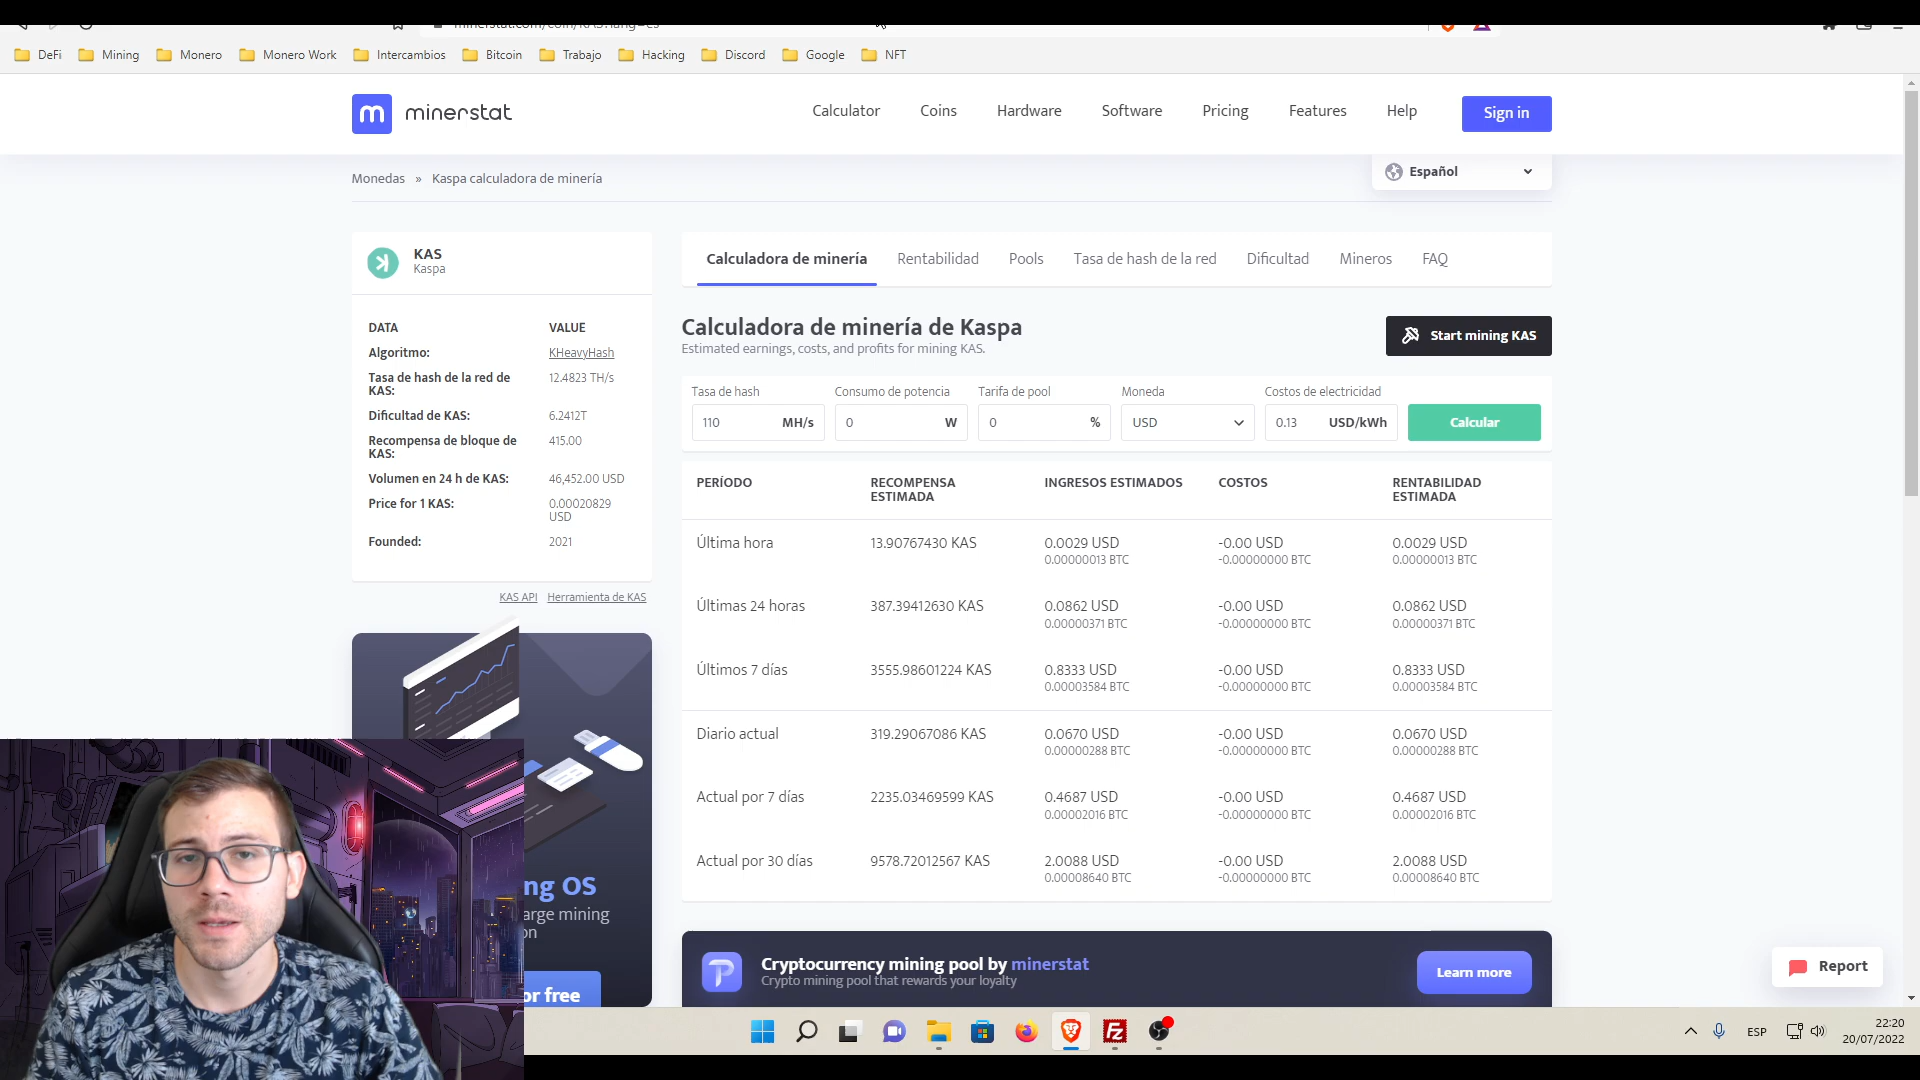 DeFi Mining Monero Monero Work Intercambios Bitcoin Trabajo Hacking Discord Google NFT
minerstat
Calculator Coins Hardware Software Pricing Features Help Sign in
Monedas » Kaspa calculadora de minería
Español
KAS
Kaspa
DATA VALUE
Algoritmo: KHeavyHash
Tasa de hash de la red de KAS: 12.4823 TH/s
Dificultad de KAS: 6.2412T
Recompensa de bloque de KAS: 415.00
Volumen en 24 h de KAS: 46,452.00 USD
Price for 1 KAS: 0.00020829 USD
Founded: 2021
KAS API Herramienta de KAS
ng OS
arge mining
on
or free
Calculadora de minería Rentabilidad Pools Tasa de hash de la red Dificultad Mineros FAQ
Calculadora de minería de Kaspa
Estimated earnings, costs, and profits for mining KAS.
Start mining KAS
Tasa de hash Consumo de potencia Tarifa de pool Moneda Costos de electricidad
110 MH/s 0 W 0 % USD 0.13 USD/kWh Calcular
PERÍODO RECOMPENSA ESTIMADA INGRESOS ESTIMADOS COSTOS RENTABILIDAD ESTIMADA
Última hora 13.90767430 KAS 0.0029 USD -0.00 USD 0.0029 USD
0.00000013 BTC -0.00000000 BTC 0.00000013 BTC
Últimas 24 horas 387.39412630 KAS 0.0862 USD -0.00 USD 0.0862 USD
0.00000371 BTC -0.00000000 BTC 0.00000371 BTC
Últimos 7 días 3555.98601224 KAS 0.8333 USD -0.00 USD 0.8333 USD
0.00003584 BTC -0.00000000 BTC 0.00003584 BTC
Diario actual 319.29067086 KAS 0.0670 USD -0.00 USD 0.0670 USD
0.00000288 BTC -0.00000000 BTC 0.00000288 BTC
Actual por 7 días 2235.03469599 KAS 0.4687 USD -0.00 USD 0.4687 USD
0.00002016 BTC -0.00000000 BTC 0.00002016 BTC
Actual por 30 días 9578.72012567 KAS 2.0088 USD -0.00 USD 2.0088 USD
0.00008640 BTC -0.00000000 BTC 0.00008640 BTC
Cryptocurrency mining pool by minerstat
Crypto mining pool that rewards your loyalty
Learn more
Report
ESP
22:20
20/07/2022